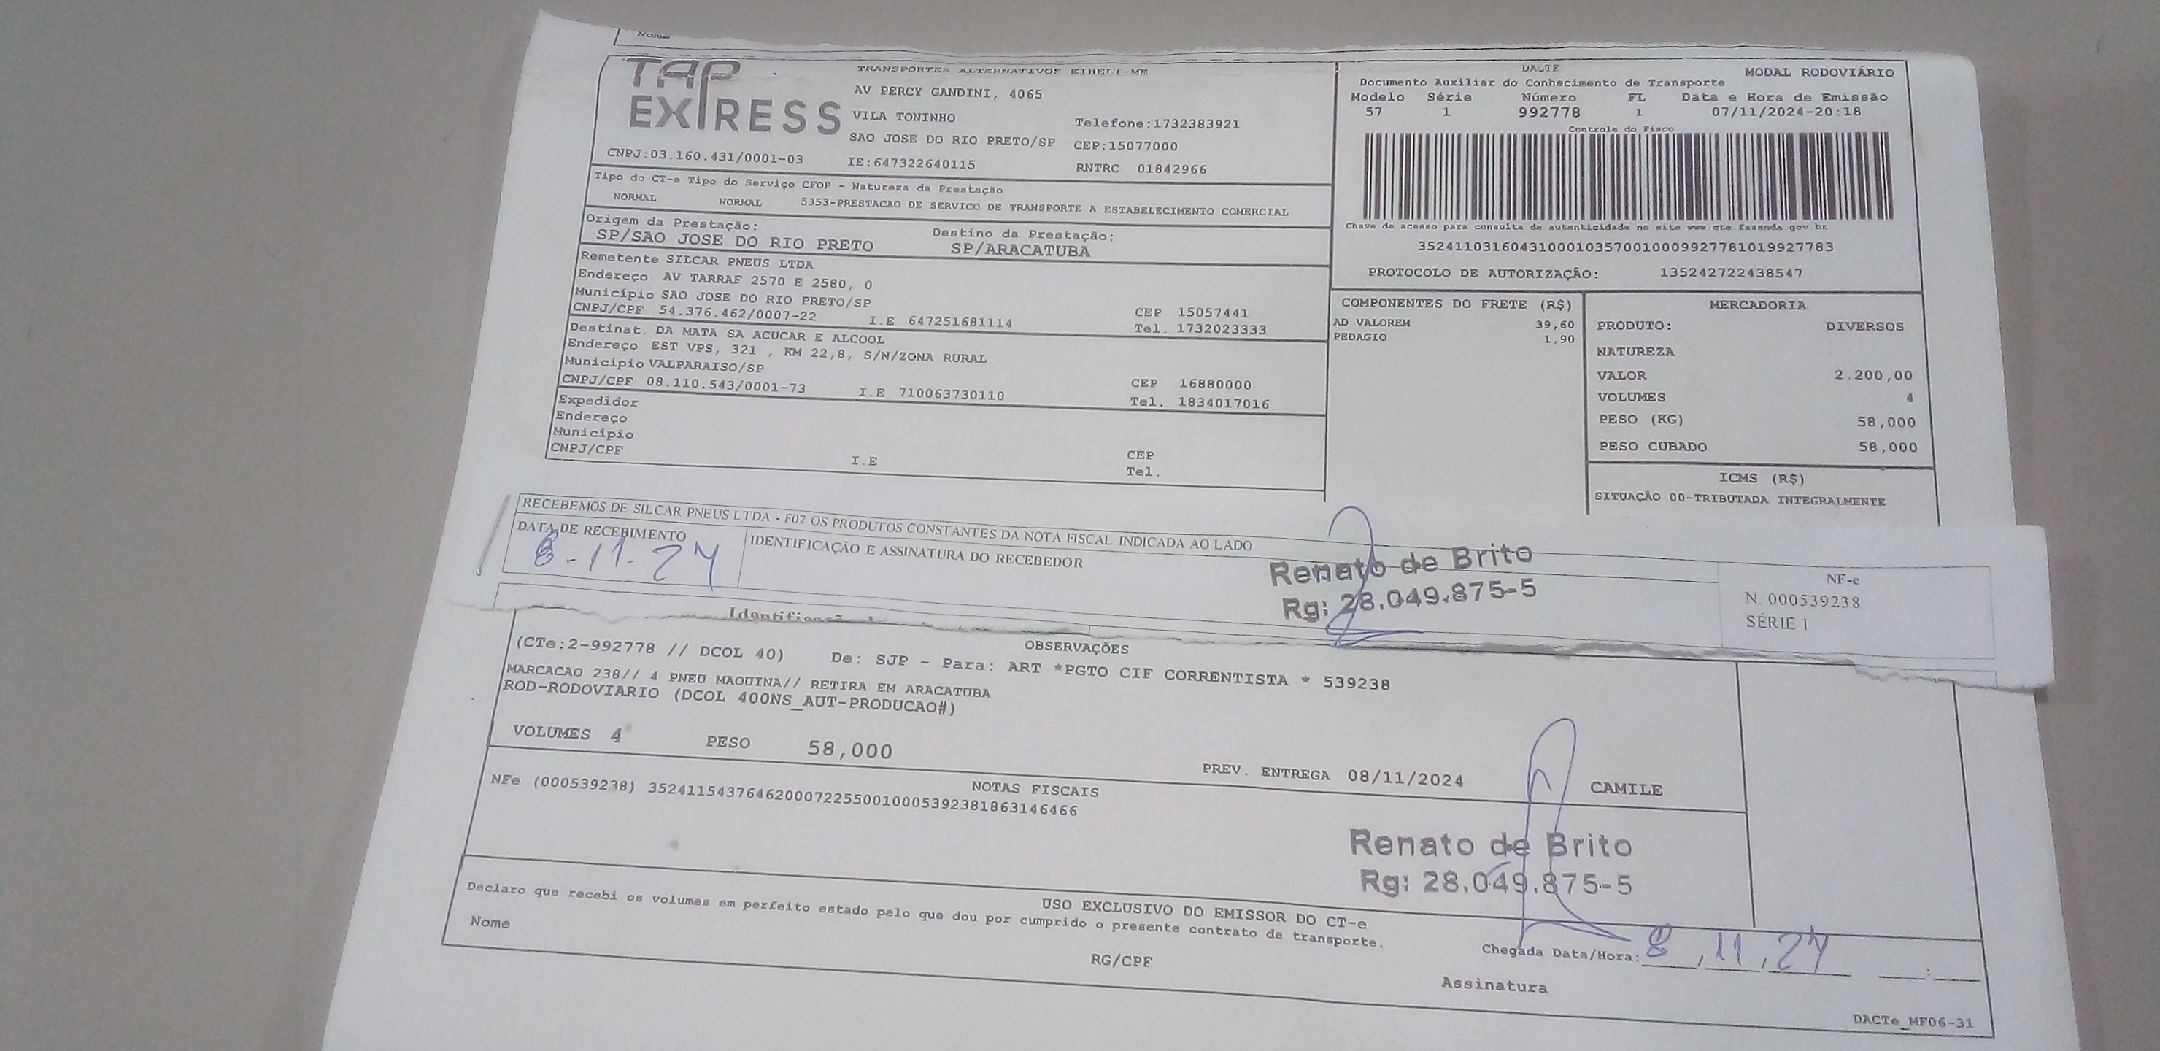 Nome
TAP EXPRESS
TRANSPORTES ALTERNATIVOS EIRELI-ME
AV PERCY GANDINI, 4065
VILA TONINHO Telefone:1732383921
SAO JOSE DO RIO PRETO/SP CEP:15077000
CNPJ:03.160.431/0001-03 IE:647322640115 RNTRC 01842966
DACTE MODAL RODOVIÁRIO
Documento Auxiliar do Conhecimento de Transporte
Modelo Série Número FL Data e Hora de Emissão
57 1 992778 1 07/11/2024-20:18
Controle do Fisco
Chave de acesso para consulta de autenticidade no site www.cte.fazenda.gov.br
35241103160431000103570010009927781019927783
PROTOCOLO DE AUTORIZAÇÃO: 135242722438547
Tipo do CT-e Tipo do Serviço CFOP - Natureza da Prestação
NORMAL NORMAL 5353-PRESTACAO DE SERVICO DE TRANSPORTE A ESTABELECIMENTO COMERCIAL
Origem da Prestação: Destino da Prestação:
SP/SAO JOSE DO RIO PRETO SP/ARACATUBA
Remetente SILCAR PNEUS LTDA
Endereço AV TARRAF 2570 E 2580, 0
Município SAO JOSE DO RIO PRETO/SP CEP 15057441
CNPJ/CPF 54.376.462/0007-22 I.E 647251681114 Tel. 1732023333
Destinat. DA MATA SA ACUCAR E ALCOOL
Endereço EST VPS, 321 , KM 22,8, S/N/ZONA RURAL
Município VALPARAISO/SP CEP 16880000
CNPJ/CPF 08.110.543/0001-73 I.E 710063730110 Tel. 1834017016
Expedidor
Endereço
Município CEP
CNPJ/CPF I.E Tel.
COMPONENTES DO FRETE (R$)
AD VALOREM 39,60
PEDAGIO 1,90
MERCADORIA
PRODUTO: DIVERSOS
NATUREZA
VALOR 2.200,00
VOLUMES 4
PESO (KG) 58,000
PESO CUBADO 58,000
ICMS (R$)
SITUAÇÃO 00-TRIBUTADA INTEGRALMENTE
RECEBEMOS DE SILCAR PNEUS LTDA - F07 OS PRODUTOS CONSTANTES DA NOTA FISCAL INDICADA AO LADO
DATA DE RECEBIMENTO IDENTIFICAÇÃO E ASSINATURA DO RECEBEDOR
8-11-24
Renato de Brito
Rg: 28.049.875-5
NF-e
N. 000539238
SÉRIE 1
OBSERVAÇÕES
(CTe:2-992778 // DCOL 40) De: SJP - Para: ART *PGTO CIF CORRENTISTA * 539238
MARCACAO 238// 4 PNEU MAQUINA// RETIRA EM ARACATUBA
ROD-RODOVIARIO (DCOL 400NS_AUT-PRODUCAO#)
VOLUMES 4 PESO 58,000 PREV. ENTREGA 08/11/2024 CAMILE
NOTAS FISCAIS
NFe (000539238) 35241154376462000722550010005392381863146466
Renato de Brito
Rg: 28.049.875-5
USO EXCLUSIVO DO EMISSOR DO CT-e
Declaro que recebi os volumes em perfeito estado pelo que dou por cumprido o presente contrato de transporte.
Chegada Data/Hora: 8,11,24 :
Nome RG/CPF Assinatura
DACTe_MF06-31